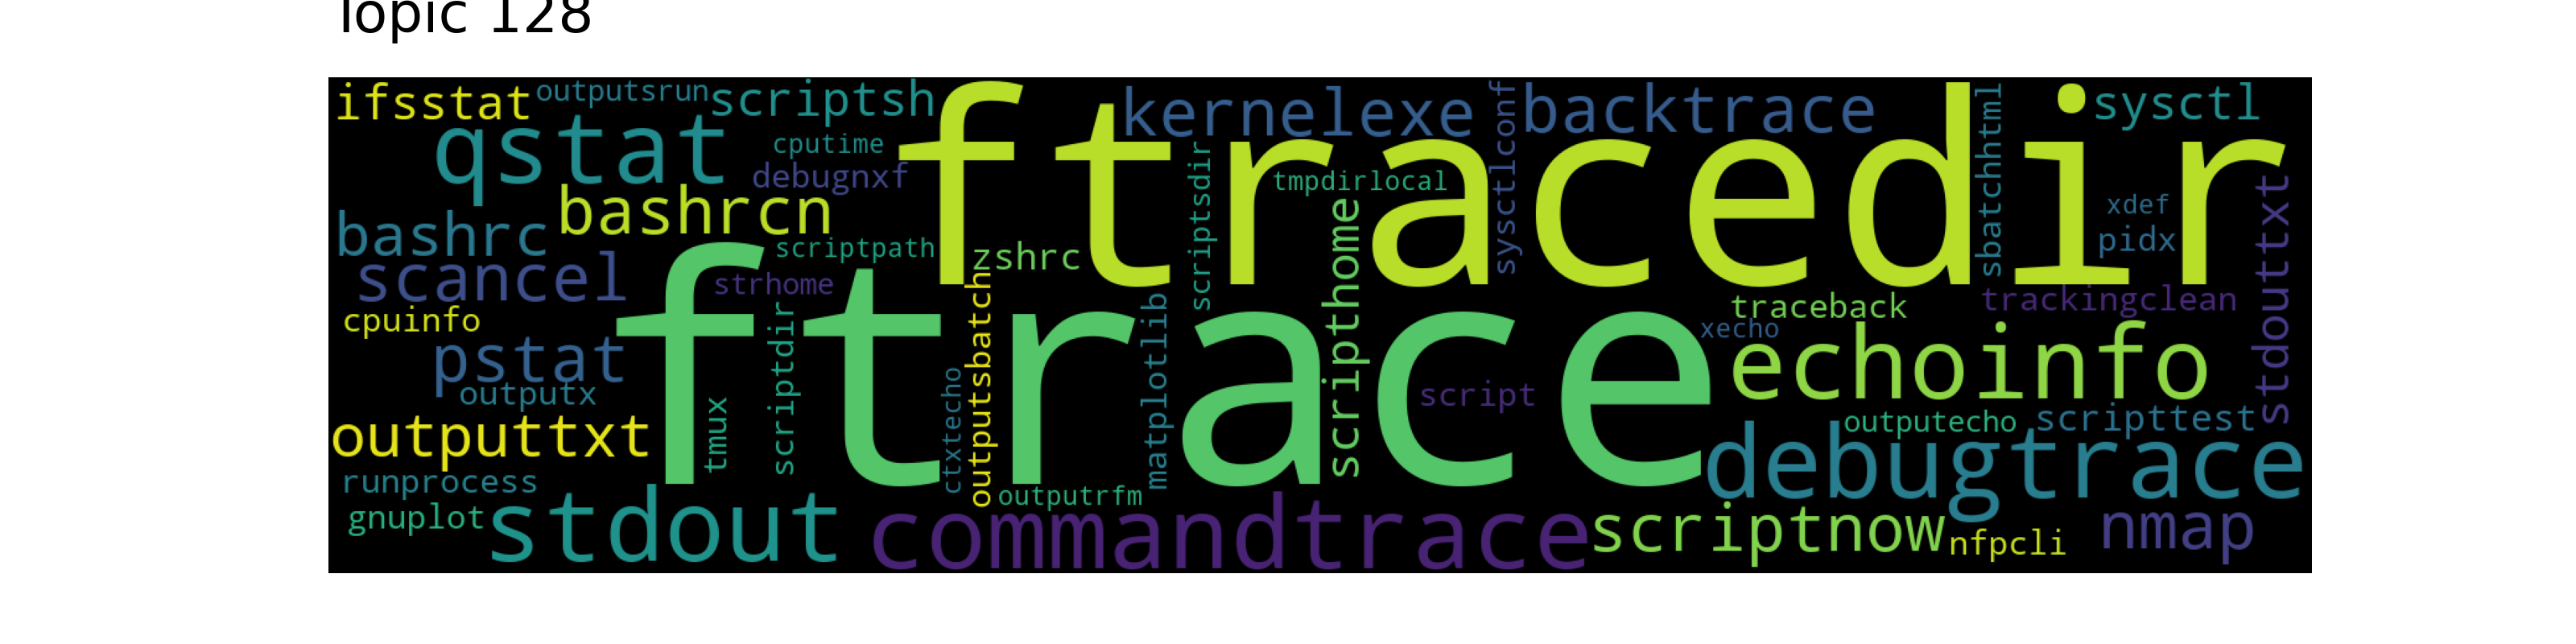 Topic 128
ifsstat outputsrun scriptsh
kernelexe sysctlconf backtrace sbatchhtml sysctl
qstat cputime ftracedir
debugnxf scriptsdir tmpdirlocal
bashrcn scripthome xdef stdouttxt
bashrc scriptpath zshrc pidx
scancel strhome
cpuinfo ftrace traceback trackingclean
xecho
pstat scriptdir outputsbatch matplotlib echoinfo
outputx tmux ctxtecho script
outputtxt outputecho scripttest
debugtrace
runprocess outputrfm
gnuplot stdout commandtrace scriptnow nfpcli nmap